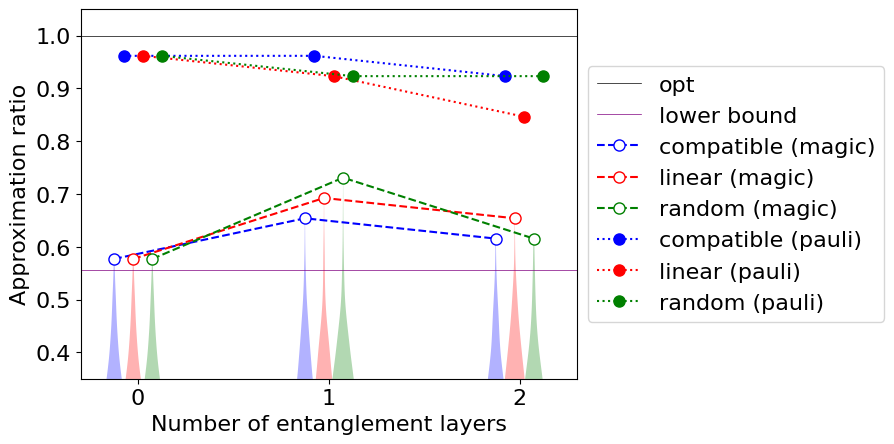 1.0
0.9
0.8
0.7
0.6
0.5
0.4
Approximation ratio
0 1 2
Number of entanglement layers
opt
lower bound
compatible (magic)
linear (magic)
random (magic)
compatible (pauli)
linear (pauli)
random (pauli)